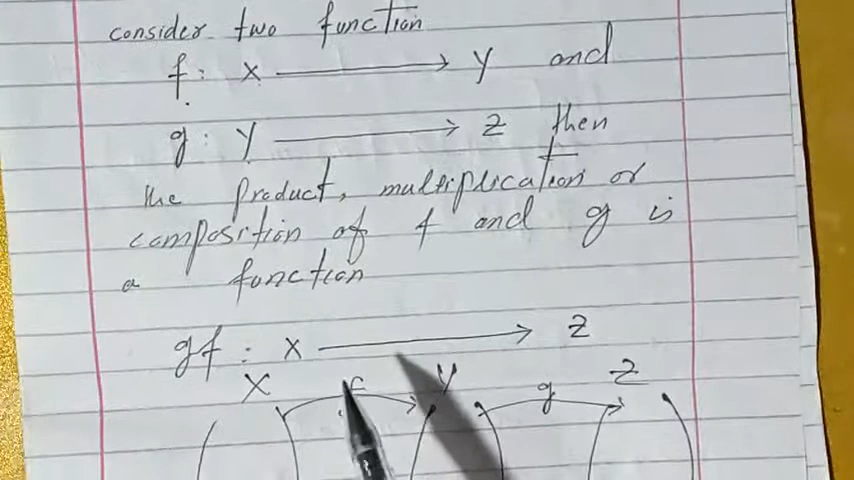 consider two function
f : X ⟶ Y and
g : Y ⟶ Z then
the product, multiplication or
composition of f and g is
a function
gf : X ⟶ Z
X f Y g Z